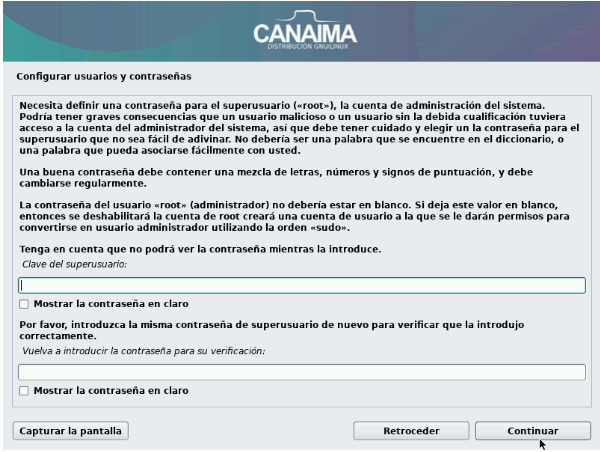 CANAIMA
DISTRIBUCIÓN GNU/LINUX
Configurar usuarios y contraseñas
Necesita definir una contraseña para el superusuario («root»), la cuenta de administración del sistema.
Podría tener graves consecuencias que un usuario malicioso o un usuario sin la debida cualificación tuviera
acceso a la cuenta del administrador del sistema, así que debe tener cuidado y elegir un la contraseña para el
superusuario que no sea fácil de adivinar. No debería ser una palabra que se encuentre en el diccionario, o
una palabra que pueda asociarse fácilmente con usted.
Una buena contraseña debe contener una mezcla de letras, números y signos de puntuación, y debe
cambiarse regularmente.
La contraseña del usuario «root» (administrador) no debería estar en blanco. Si deja este valor en blanco,
entonces se deshabilitará la cuenta de root creará una cuenta de usuario a la que se le darán permisos para
convertirse en usuario administrador utilizando la orden «sudo».
Tenga en cuenta que no podrá ver la contraseña mientras la introduce.
Clave del superusuario:
Mostrar la contraseña en claro
Por favor, introduzca la misma contraseña de superusuario de nuevo para verificar que la introdujo
correctamente.
Vuelva a introducir la contraseña para su verificación:
Mostrar la contraseña en claro
Capturar la pantalla
Retroceder
Continuar